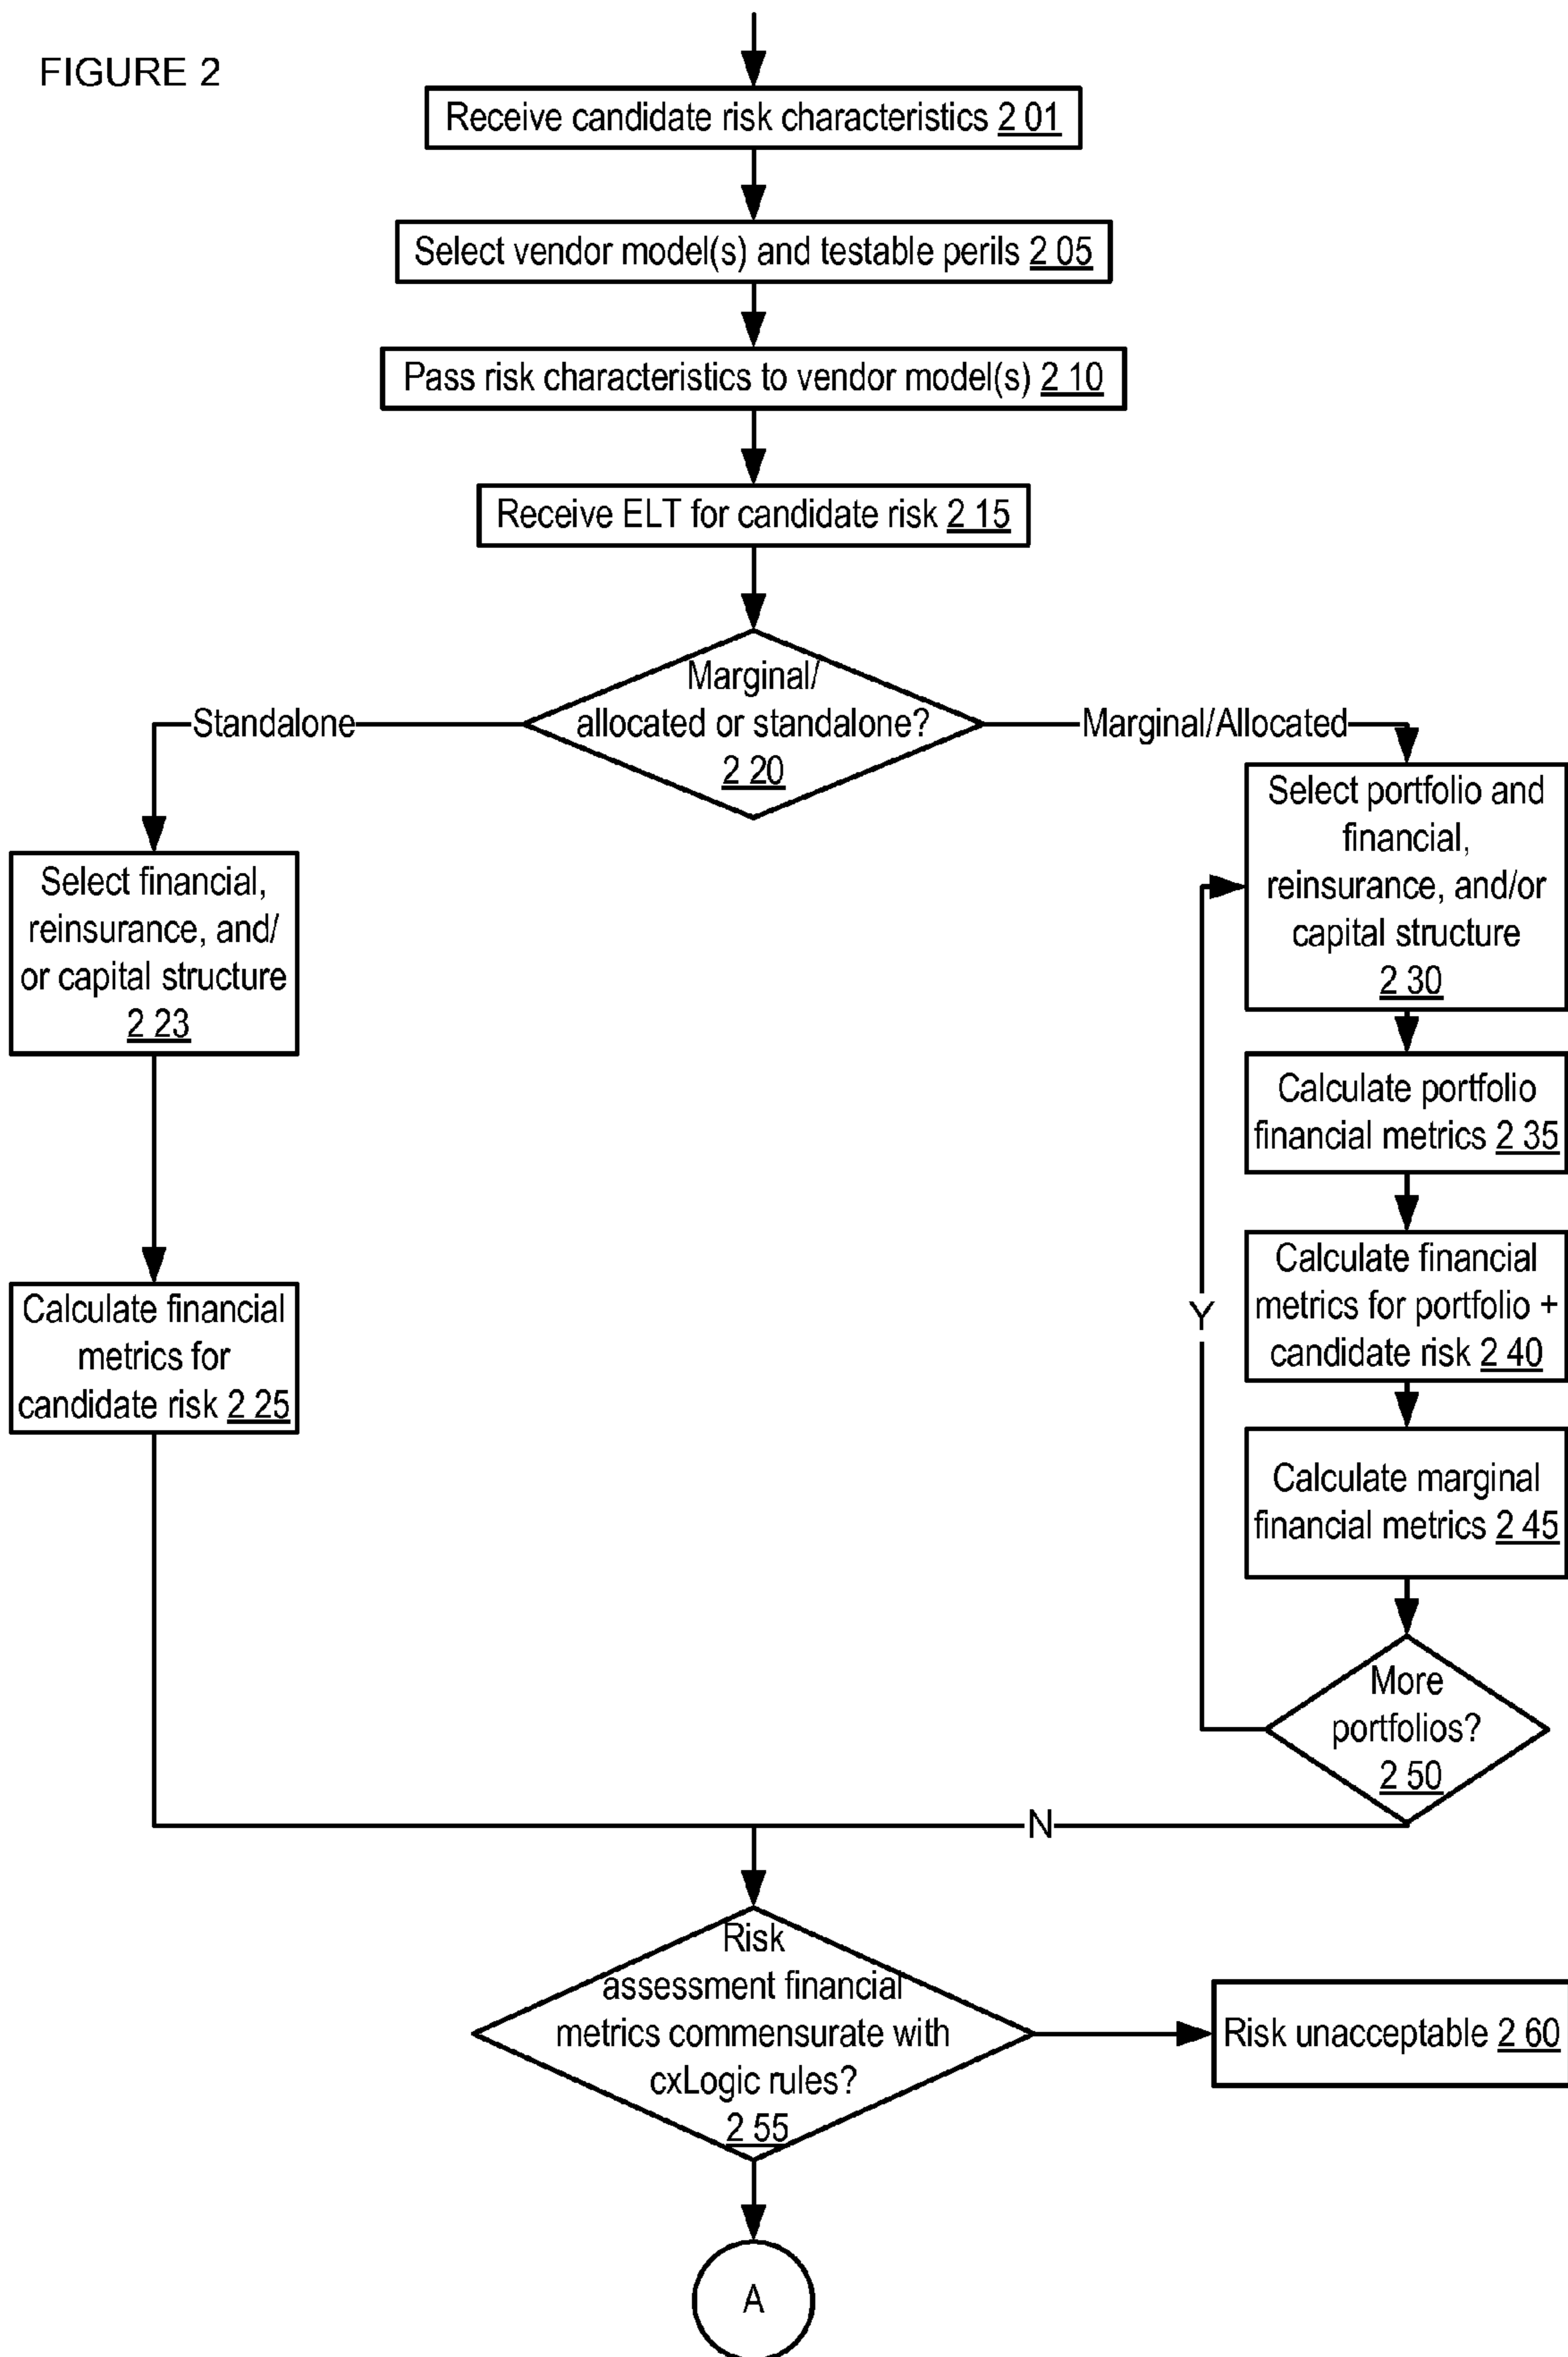 FIGURE 2
Receive candidate risk characteristics 2 01
Select vendor model(s) and testable perils 2 05
Pass risk characteristics to vendor model(s) 2 10
Receive ELT for candidate risk 2 15
Marginal/
allocated or standalone?
2 20
Standalone
Marginal/Allocated
Select financial,
reinsurance, and/
or capital structure
2 23
Calculate financial
metrics for
candidate risk 2 25
Select portfolio and
financial,
reinsurance, and/or
capital structure
2 30
Calculate portfolio
financial metrics 2 35
Calculate financial
metrics for portfolio +
candidate risk 2 40
Calculate marginal
financial metrics 2 45
Y
More
portfolios?
2 50
N
Risk
assessment financial
metrics commensurate with
cxLogic rules?
2 55
Risk unacceptable 2 60
A